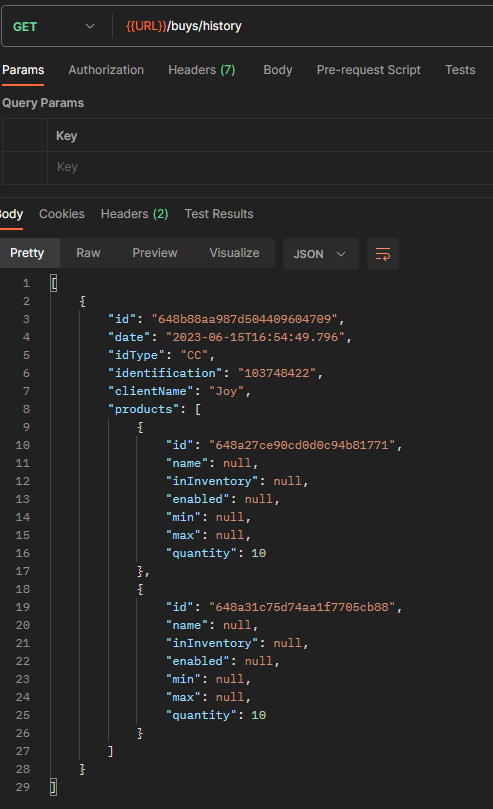 GET {{URL}}/buys/history
Params Authorization Headers (7) Body Pre-request Script Tests
Query Params
Key
Key
Body Cookies Headers (2) Test Results
Pretty Raw Preview Visualize JSON
1 [
2 {
3 "id": "648b88aa987d504409604709",
4 "date": "2023-06-15T16:54:49.796",
5 "idType": "CC",
6 "identification": "103748422",
7 "clientName": "Joy",
8 "products": [
9 {
10 "id": "648a27ce90cd0d0c94b81771",
11 "name": null,
12 "inInventory": null,
13 "enabled": null,
14 "min": null,
15 "max": null,
16 "quantity": 10
17 },
18 {
19 "id": "648a31c75d74aa1f7705cb88",
20 "name": null,
21 "inInventory": null,
22 "enabled": null,
23 "min": null,
24 "max": null,
25 "quantity": 10
26 }
27 ]
28 }
29 ]